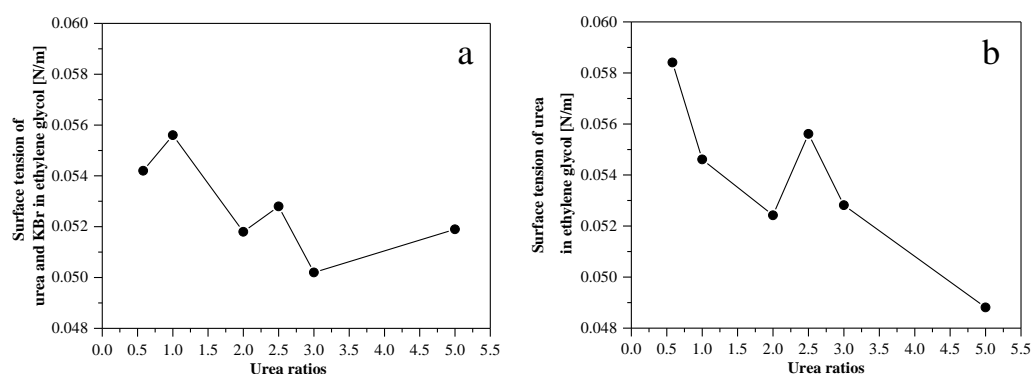 a
0.060
0.058
0.056
0.054
0.052
0.050
0.048
0.0 0.5 1.0 1.5 2.0 2.5 3.0 3.5 4.0 4.5 5.0 5.5
Urea ratios
Surface tension of
urea and KBr in ethylene glycol [N/m]
b
0.060
0.058
0.056
0.054
0.052
0.050
0.048
0.0 0.5 1.0 1.5 2.0 2.5 3.0 3.5 4.0 4.5 5.0 5.5
Urea ratios
Surface tension of urea
in ethylene glycol [N/m]